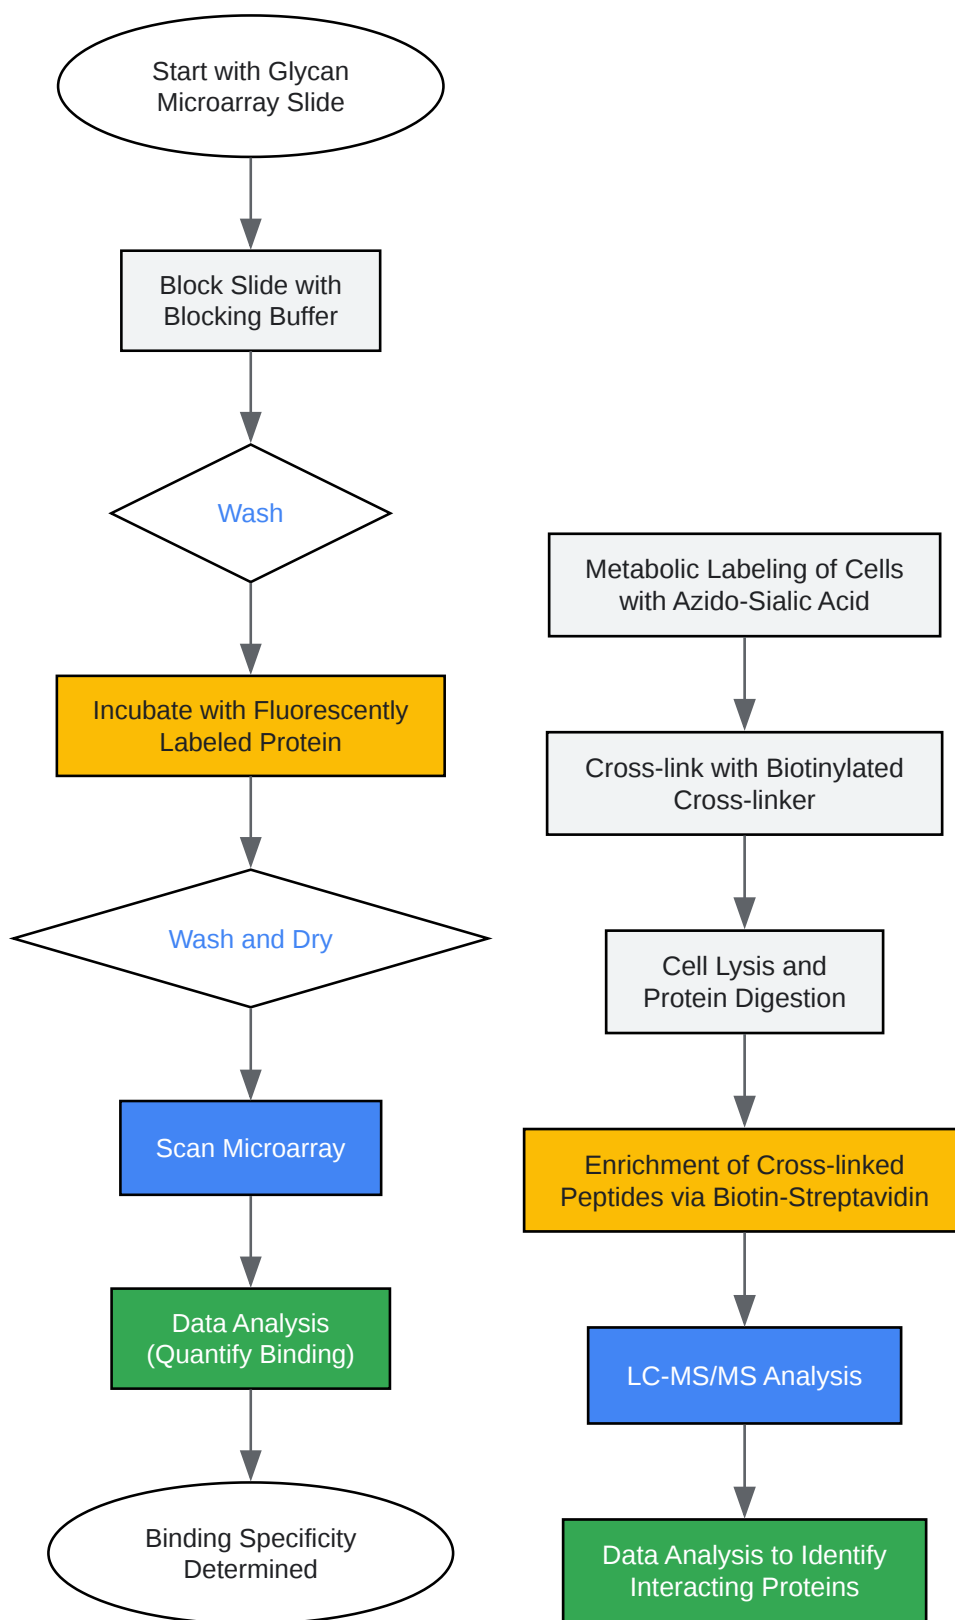 Start with Glycan
Microarray Slide
Block Slide with
Blocking Buffer
Wash
Incubate with Fluorescently
Labeled Protein
Wash and Dry
Scan Microarray
Data Analysis
(Quantify Binding)
Binding Specificity
Determined
Metabolic Labeling of Cells
with Azido-Sialic Acid
Cross-link with Biotinylated
Cross-linker
Cell Lysis and
Protein Digestion
Enrichment of Cross-linked
Peptides via Biotin-Streptavidin
LC-MS/MS Analysis
Data Analysis to Identify
Interacting Proteins